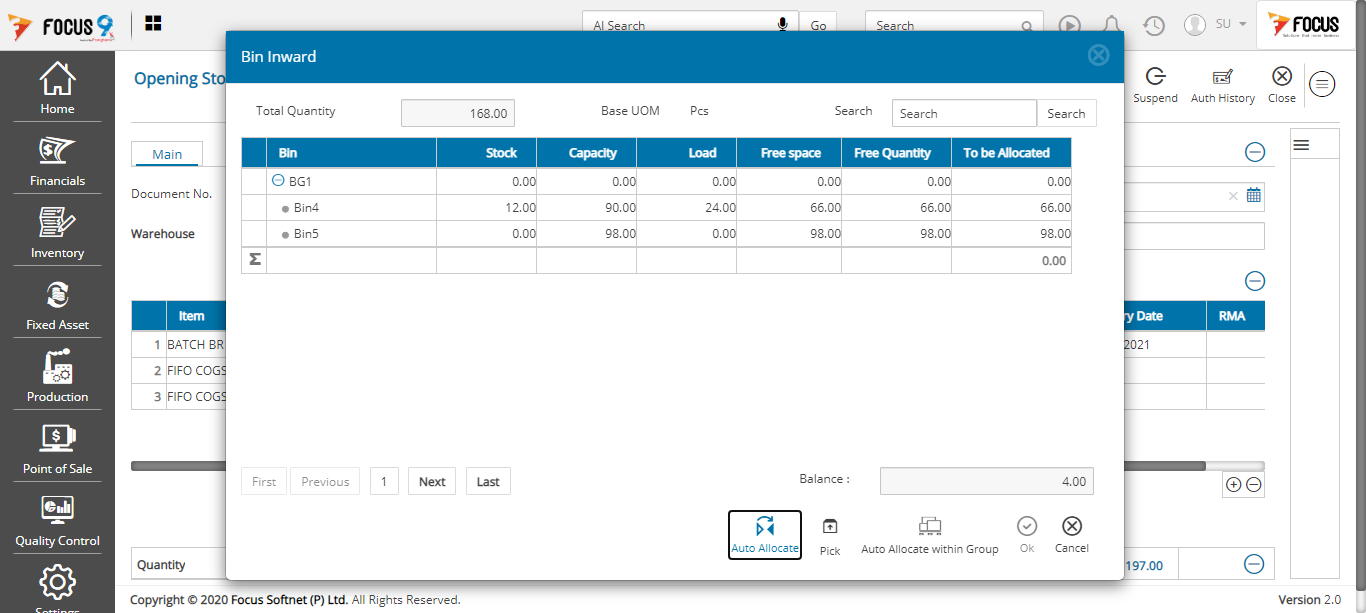 FOCUS 9
AI Search
Go
Search
SU
FOCUS
Home
Financials
Inventory
Fixed Asset
Production
Point of Sale
Quality Control
Settings
Opening Sto
Suspend
Auth History
Close
Main
Document No.
Warehouse
Item
ry Date
RMA
1 BATCH BR
2021
2 FIFO COGS
3 FIFO COGS
Bin Inward
Total Quantity 168.00 Base UOM Pcs Search Search Search
Bin Stock Capacity Load Free space Free Quantity To be Allocated
BG1 0.00 0.00 0.00 0.00 0.00 0.00
Bin4 12.00 90.00 24.00 66.00 66.00 66.00
Bin5 0.00 98.00 0.00 98.00 98.00 98.00
Σ 0.00
First Previous 1 Next Last
Balance : 4.00
Auto Allocate
Pick
Auto Allocate within Group
Ok
Cancel
Quantity
197.00
Copyright © 2020 Focus Softnet (P) Ltd. All Rights Reserved.
Version 2.0